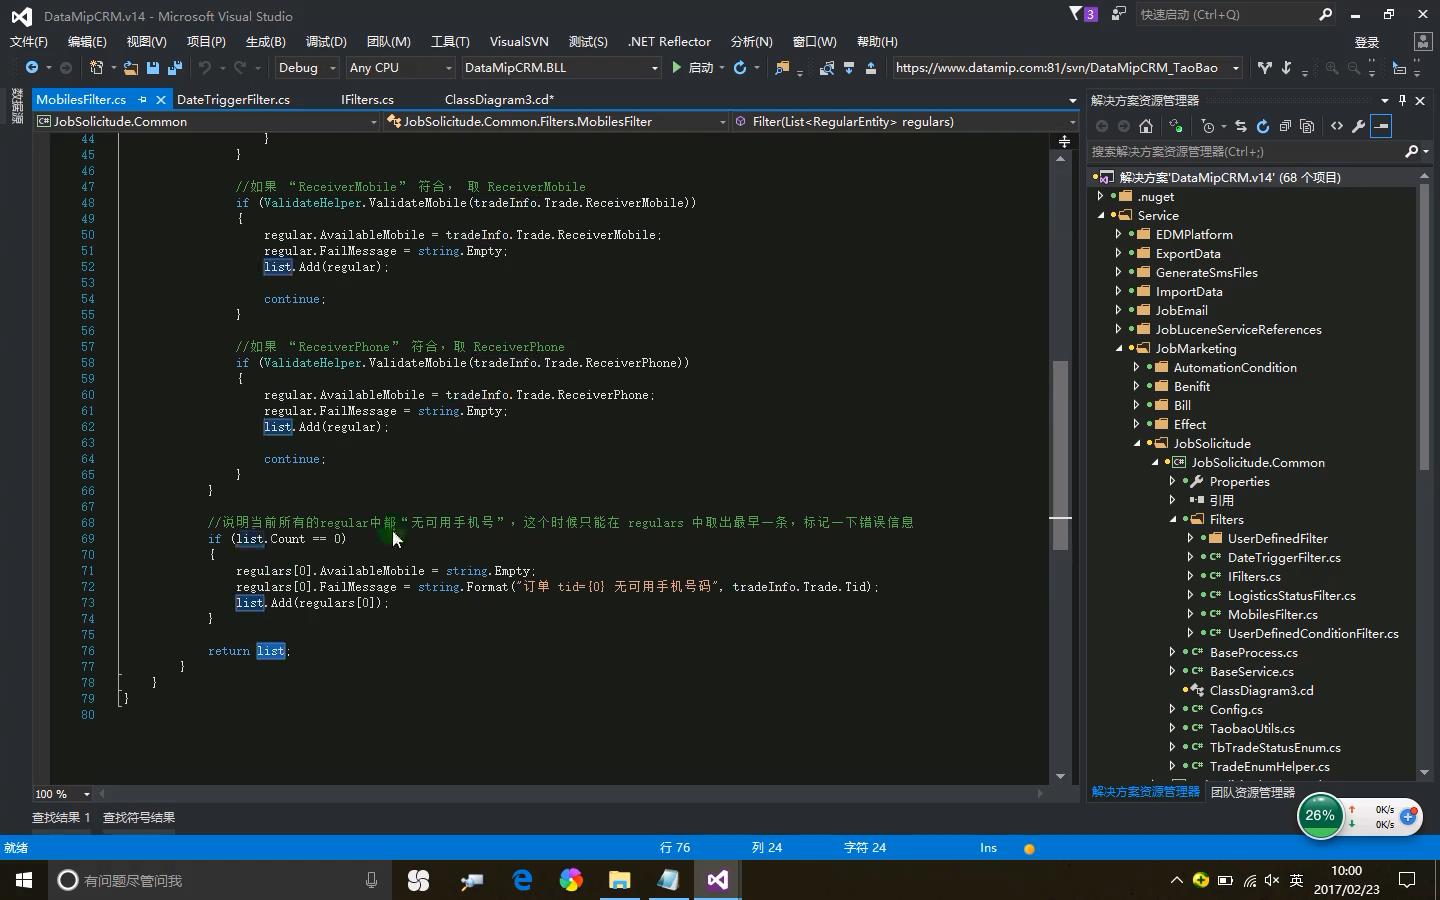 DataMipCRM.v14 - Microsoft Visual Studio
3
快速启动 (Ctrl+Q)
文件(F) 编辑(E) 视图(V) 项目(P) 生成(B) 调试(D) 团队(M) 工具(T) VisualSVN 测试(S) .NET Reflector 分析(N) 窗口(W) 帮助(H) 登录
Debug Any CPU DataMipCRM.BLL 启动 https://www.datamip.com:81/svn/DataMipCRM_TaoBao
数据源
MobilesFilter.cs DateTriggerFilter.cs IFilters.cs ClassDiagram3.cd*
JobSolicitude.Common JobSolicitude.Common.Filters.MobilesFilter Filter(List<RegularEntity> regulars)
44 }
45 }
46
47 //如果 “ReceiverMobile” 符合， 取 ReceiverMobile
48 if (ValidateHelper.ValidateMobile(tradeInfo.Trade.ReceiverMobile))
49 {
50 regular.AvailableMobile = tradeInfo.Trade.ReceiverMobile;
51 regular.FailMessage = string.Empty;
52 list.Add(regular);
53
54 continue;
55 }
56
57 //如果 “ReceiverPhone” 符合，取 ReceiverPhone
58 if (ValidateHelper.ValidateMobile(tradeInfo.Trade.ReceiverPhone))
59 {
60 regular.AvailableMobile = tradeInfo.Trade.ReceiverPhone;
61 regular.FailMessage = string.Empty;
62 list.Add(regular);
63
64 continue;
65 }
66 }
67
68 //说明当前所有的regular中都“无可用手机号”，这个时候只能在 regulars 中取出最早一条，标记一下错误信息
69 if (list.Count == 0)
70 {
71 regulars[0].AvailableMobile = string.Empty;
72 regulars[0].FailMessage = string.Format("订单 tid={0} 无可用手机号码", tradeInfo.Trade.Tid);
73 list.Add(regulars[0]);
74 }
75
76 return list;
77 }
78 }
79 }
80
100 %
查找结果 1 查找符号结果
解决方案资源管理器
搜索解决方案资源管理器(Ctrl+;)
解决方案'DataMipCRM.v14' (68 个项目)
.nuget
Service
EDMPlatform
ExportData
GenerateSmsFiles
ImportData
JobEmail
JobLuceneServiceReferences
JobMarketing
AutomationCondition
Benifit
Bill
Effect
JobSolicitude
JobSolicitude.Common
Properties
引用
Filters
UserDefinedFilter
DateTriggerFilter.cs
IFilters.cs
LogisticsStatusFilter.cs
MobilesFilter.cs
UserDefinedConditionFilter.cs
BaseProcess.cs
BaseService.cs
ClassDiagram3.cd
Config.cs
TaobaoUtils.cs
TbTradeStatusEnum.cs
TradeEnumHelper.cs
解决方案资源管理器 团队资源管理器
26% 0K/s
0K/s
就绪 行 76 列 24 字符 24 Ins
有问题尽管问我
英
10:00
2017/02/23